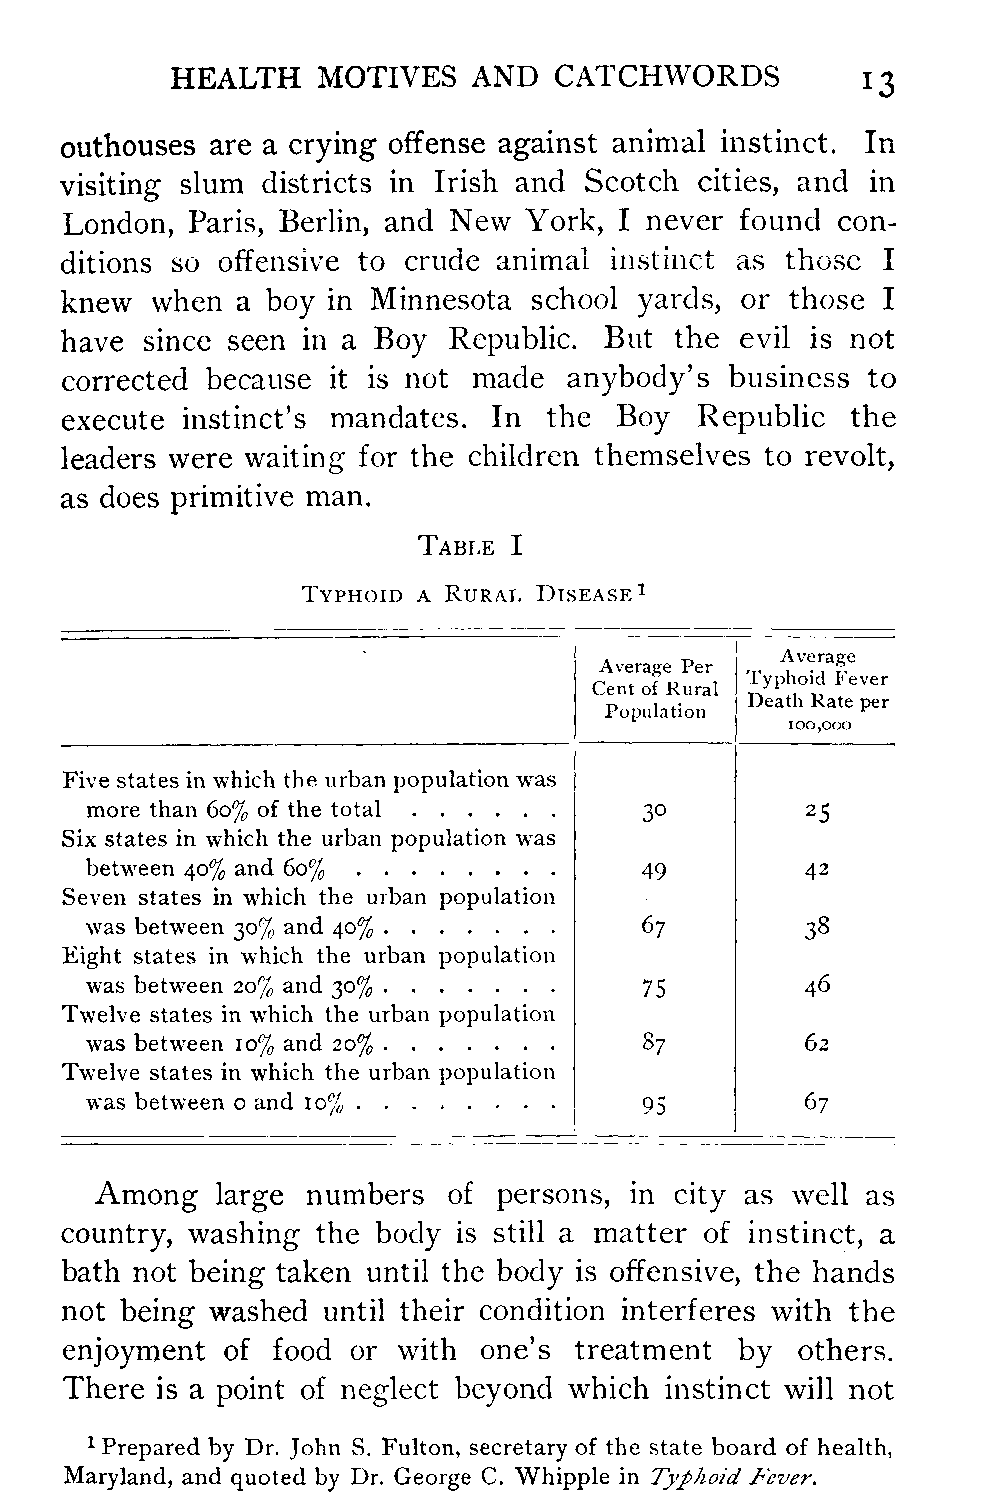 HEALTH MOTIVES AND CATCHWORDS 13
outhouses are a crying offense against animal instinct. In
visiting slum districts in Irish and Scotch cities, and in
London, Paris, Berlin, and New York, I never found con-
ditions so offensive to crude animal instinct as those I
knew when a boy in Minnesota school yards, or those I
have since seen in a Boy Republic. But the evil is not
corrected because it is not made anybody's business to
execute instinct's mandates. In the Boy Republic the
leaders were waiting for the children themselves to revolt,
as does primitive man.
TABLE I
TYPHOID A RURAL DISEASE¹
Average Per
Cent of Rural
Population
Average
Typhoid Fever
Death Rate per
100,000
Five states in which the urban population was
more than 60% of the total . . . . . . 30 25
Six states in which the urban population was
between 40% and 60% . . . . . . . . 49 42
Seven states in which the urban population
was between 30% and 40% . . . . . . . 67 38
Eight states in which the urban population
was between 20% and 30% . . . . . . . 75 46
Twelve states in which the urban population
was between 10% and 20% . . . . . . . 87 62
Twelve states in which the urban population
was between 0 and 10% . . . . . . . . 95 67
Among large numbers of persons, in city as well as
country, washing the body is still a matter of instinct, a
bath not being taken until the body is offensive, the hands
not being washed until their condition interferes with the
enjoyment of food or with one's treatment by others.
There is a point of neglect beyond which instinct will not
¹ Prepared by Dr. John S. Fulton, secretary of the state board of health,
Maryland, and quoted by Dr. George C. Whipple in Typhoid Fever.